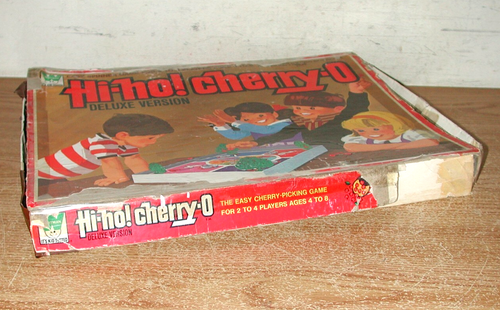 Hi-ho! cherry-O
DELUXE VERSION
Hi-ho! cherry-O
DELUXE VERSION
THE EASY CHERRY-PICKING GAME
FOR 2 TO 4 PLAYERS AGES 4 TO 8